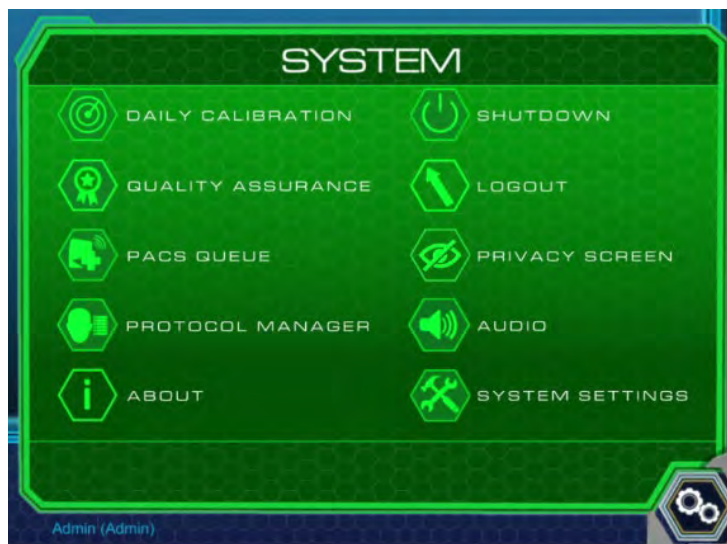 SYSTEM
DAILY CALIBRATION
SHUTDOWN
QUALITY ASSURANCE
LOGOUT
PACS QUEUE
PRIVACY SCREEN
PROTOCOL MANAGER
AUDIO
ABOUT
SYSTEM SETTINGS
Admin (Admin)